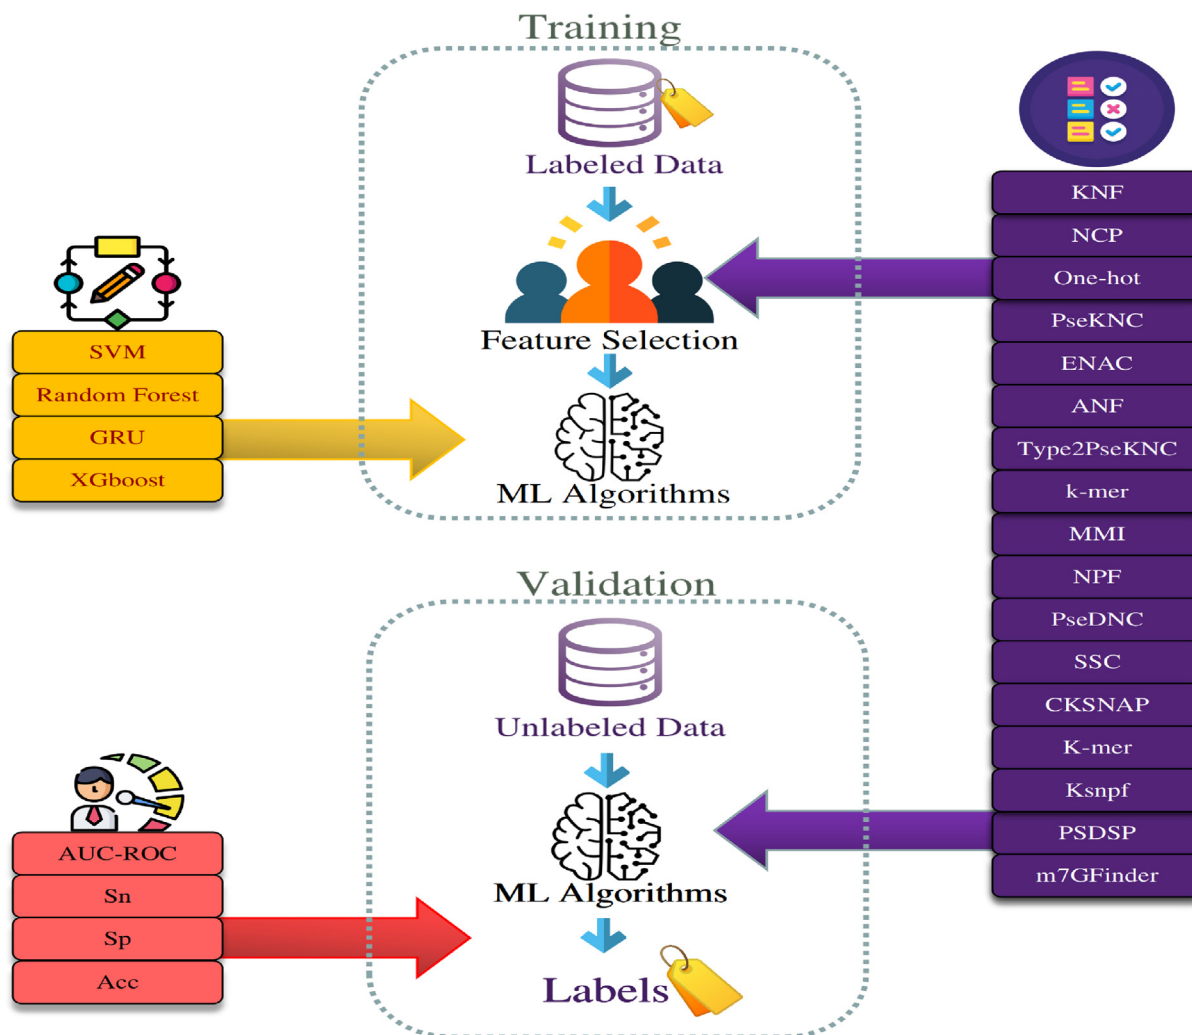 Training
Labeled Data
Feature Selection
ML Algorithms
SVM
Random Forest
GRU
XGboost
KNF
NCP
One-hot
PseKNC
ENAC
ANF
Type2PseKNC
k-mer
MMI
NPF
PseDNC
SSC
CKSNAP
K-mer
Ksnpf
PSDSP
m7GFinder
Validation
Unlabeled Data
ML Algorithms
Labels
AUC-ROC
Sn
Sp
Acc